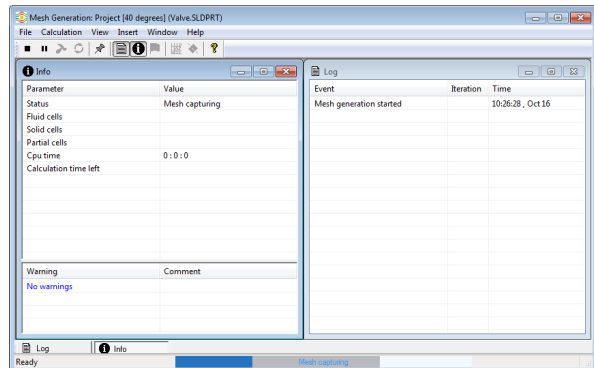 Mesh Generation: Project [40 degrees] (Valve.SLDPRT)
File Calculation View Insert Window Help
Info
Parameter Value
Status Mesh capturing
Fluid cells
Solid cells
Partial cells
Cpu time 0 : 0 : 0
Calculation time left
Warning Comment
No warnings
Log
Event Iteration Time
Mesh generation started 10:26:28 , Oct 16
Log Info
Ready Mesh capturing